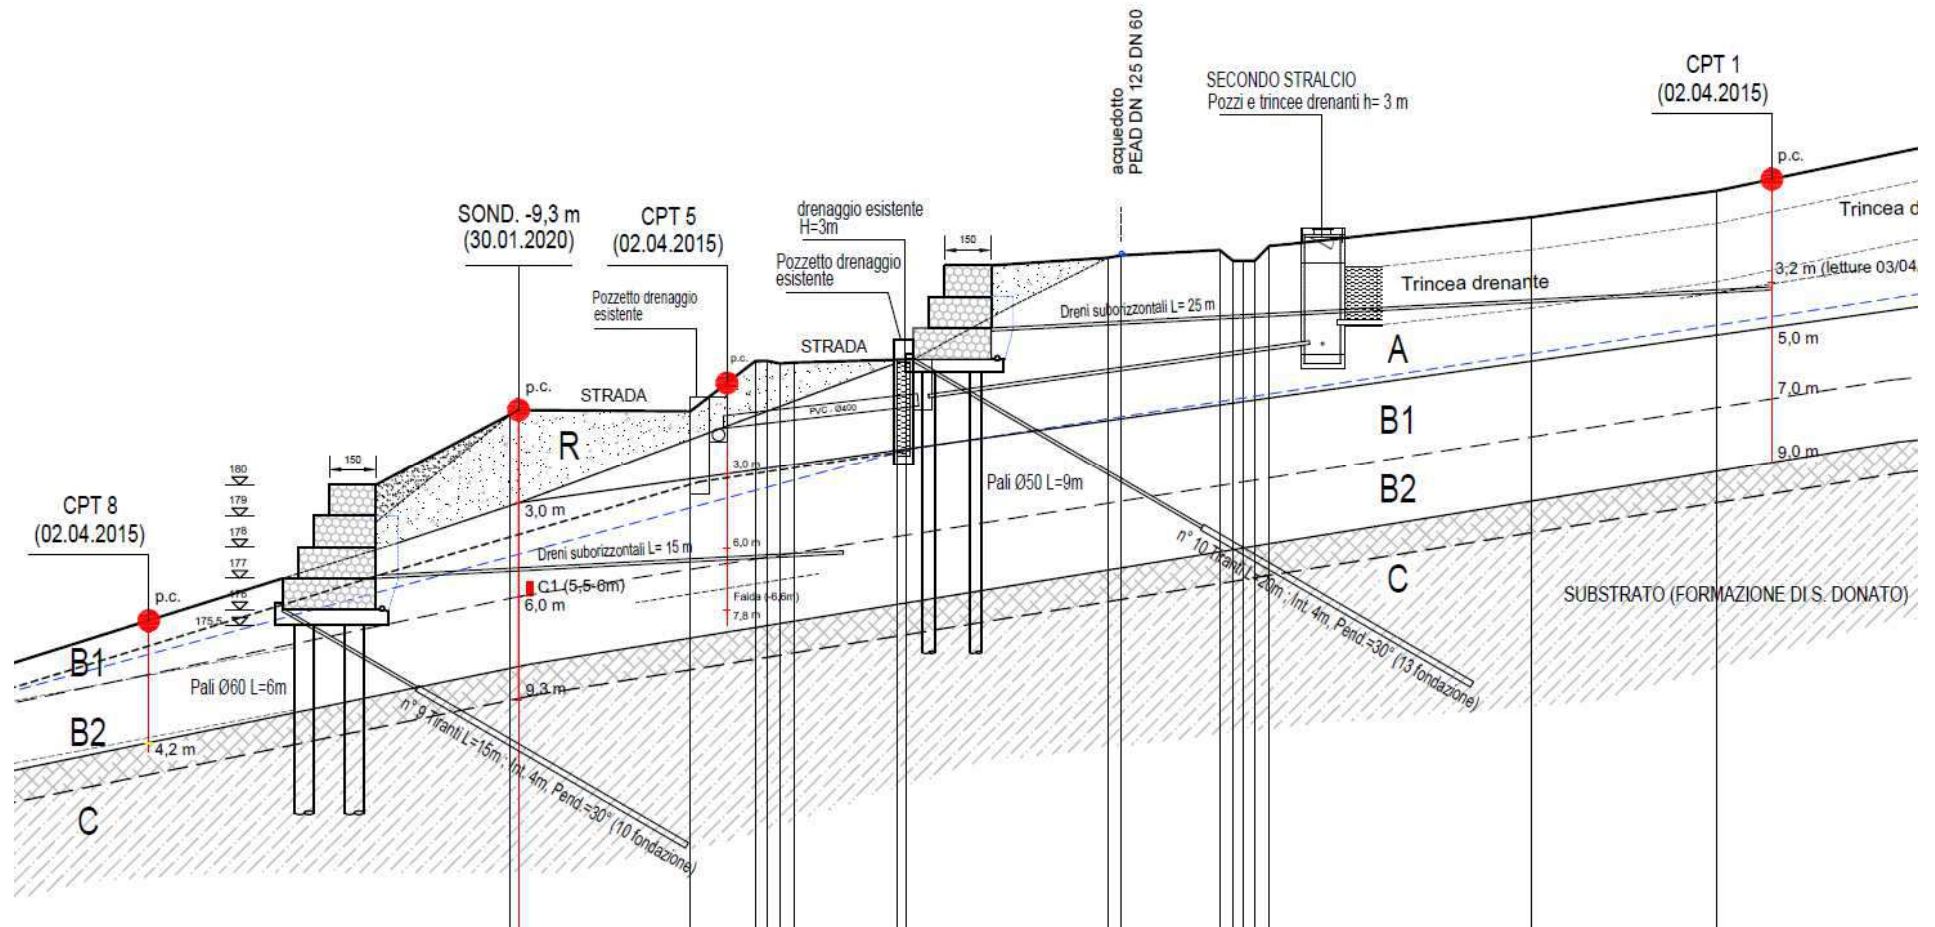 acquedotto
PEAD DN 125 DN 60
SECONDO STRALCIO
Pozzi e trincee drenanti h= 3 m
CPT 1
(02.04.2015)
p.c.
Trincea d
3,2 m (letture 03/04
Trincea drenante
5,0 m
7,0 m
9,0 m
SOND. -9,3 m
(30.01.2020)
CPT 5
(02.04.2015)
drenaggio esistente
H=3m
Pozzetto drenaggio
esistente
Pozzetto drenaggio
esistente
150
Dreni suborizzontali L= 25 m
A
B1
B2
C
SUBSTRATO (FORMAZIONE DI S. DONATO)
STRADA
p.c.
p.c.
STRADA
PVC - Ø400
R
3,0 m
3,0 m
Pali Ø50 L=9m
n° 10 Tiranti L=20m ; Int. 4m, Pend.=30° (13 fondazione)
150
180
179
178
177
176
175,5
CPT 8
(02.04.2015)
p.c.
Dreni suborizzontali L= 15 m
6,0 m
C1 (5,5-6m)
6,0 m
Falda (-6,6m)
7,8 m
B1
Pali Ø60 L=6m
9,3 m
n° 9 Tiranti L=15m ; Int. 4m, Pend.=30° (10 fondazione)
B2
4,2 m
C